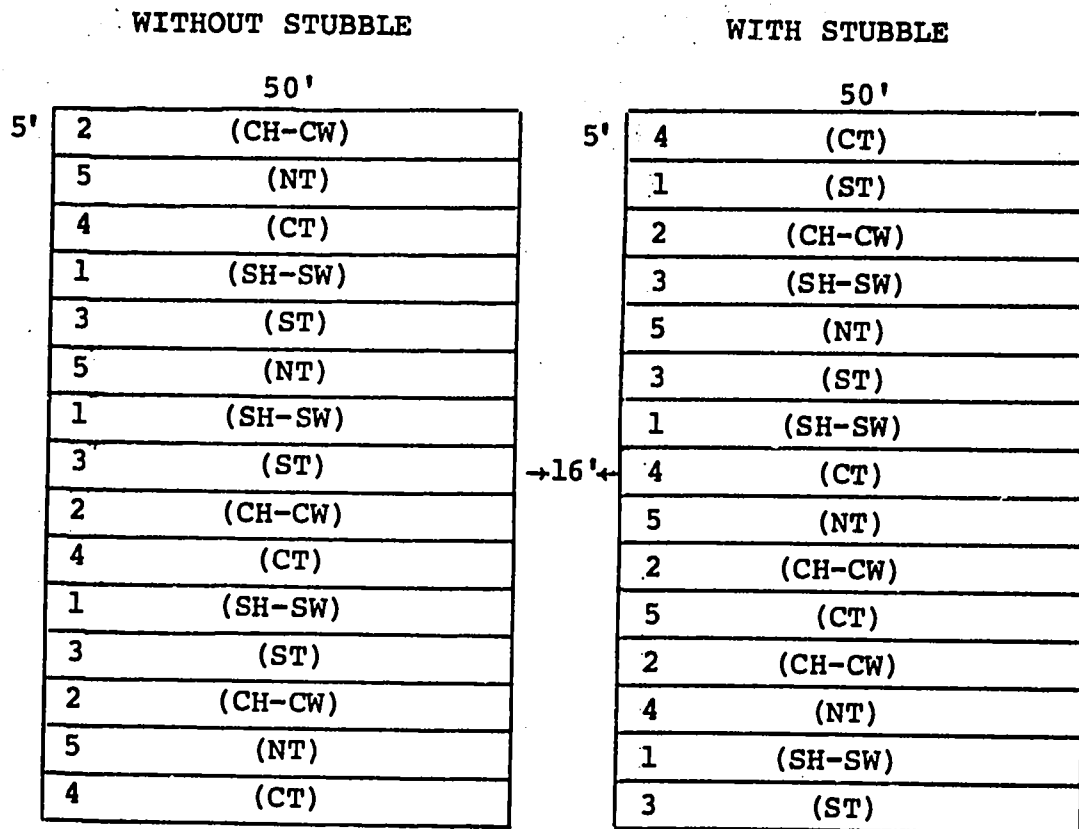 WITHOUT STUBBLE
50'
5'
2 (CH-CW)
5 (NT)
4 (CT)
1 (SH-SW)
3 (ST)
5 (NT)
1 (SH-SW)
3 (ST)
2 (CH-CW)
4 (CT)
1 (SH-SW)
3 (ST)
2 (CH-CW)
5 (NT)
4 (CT)
→16'←
WITH STUBBLE
50'
5'
4 (CT)
1 (ST)
2 (CH-CW)
3 (SH-SW)
5 (NT)
3 (ST)
1 (SH-SW)
4 (CT)
5 (NT)
2 (CH-CW)
5 (CT)
2 (CH-CW)
4 (NT)
1 (SH-SW)
3 (ST)